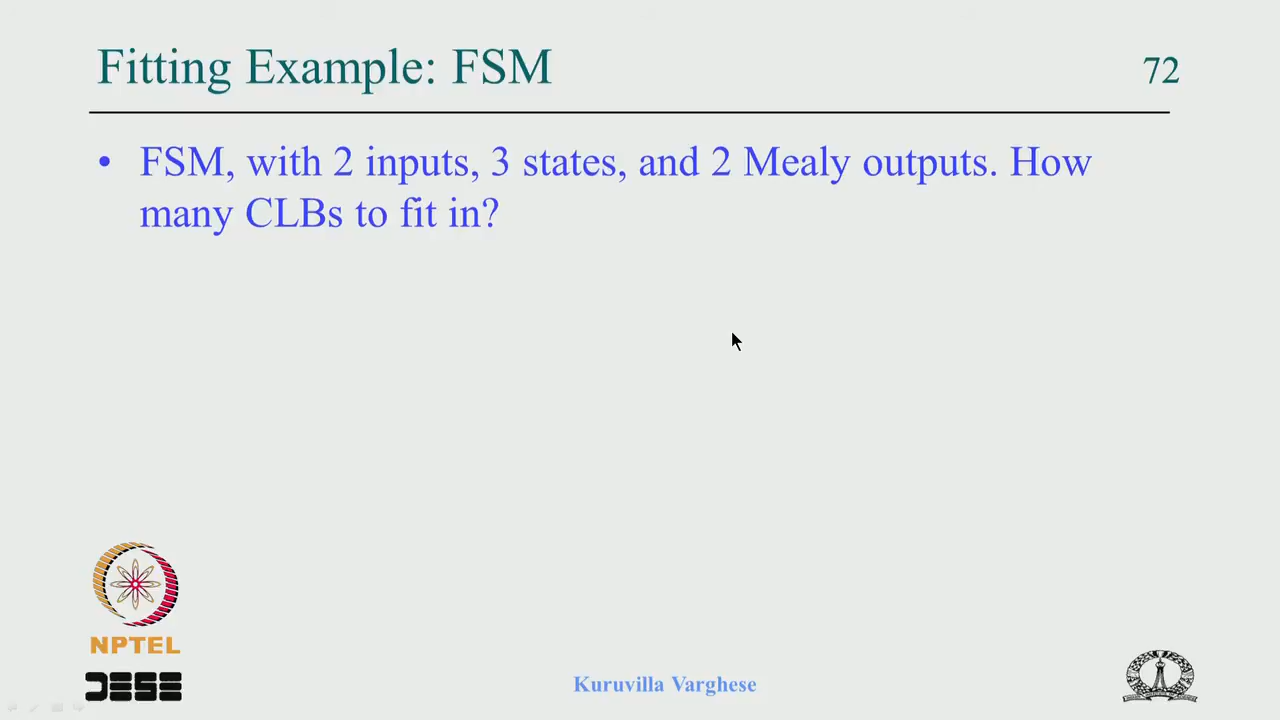 Fitting Example: FSM
72
• FSM, with 2 inputs, 3 states, and 2 Mealy outputs. How
many CLBs to fit in?
NPTEL
DESE
Kuruvilla Varghese